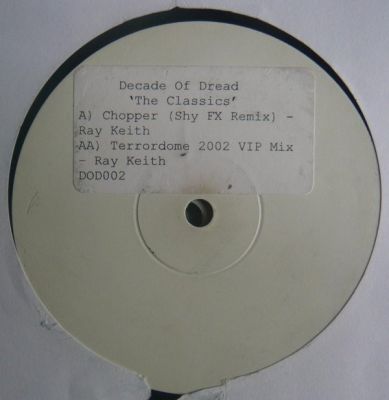 Decade Of Dread
'The Classics'
A) Chopper (Shy FX Remix) -
Ray Keith
AA) Terrordome 2002 VIP Mix
- Ray Keith
DOD002